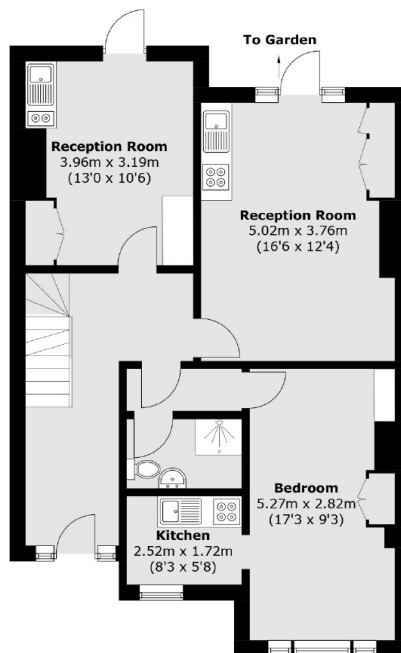 To Garden
Reception Room
3.96m x 3.19m
(13'0 x 10'6)
Reception Room
5.02m x 3.76m
(16'6 x 12'4)
Bedroom
5.27m x 2.82m
(17'3 x 9'3)
Kitchen
2.52m x 1.72m
(8'3 x 5'8)